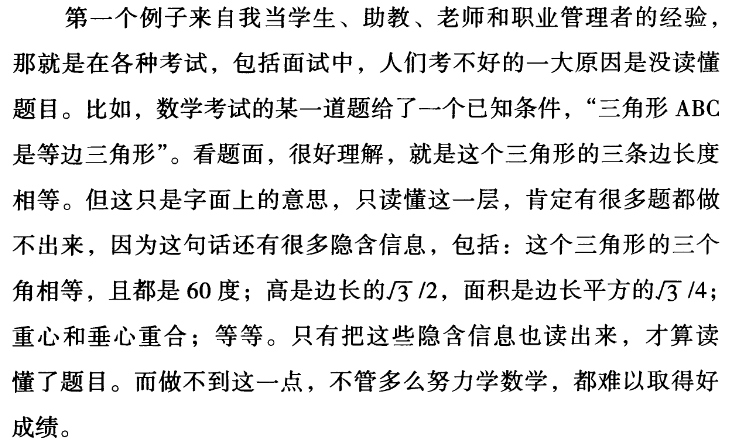 第一个例子来自我当学生、助教、老师和职业管理者的经验，
那就是在各种考试，包括面试中，人们考不好的一大原因是没读懂
题目。比如，数学考试的某一道题给了一个已知条件，“三角形 ABC
是等边三角形”。看题面，很好理解，就是这个三角形的三条边长度
相等。但这只是字面上的意思，只读懂这一层，肯定有很多题都做
不出来，因为这句话还有很多隐含信息，包括：这个三角形的三个
角相等，且都是 60 度；高是边长的√3 /2，面积是边长平方的√3 /4；
重心和垂心重合；等等。只有把这些隐含信息也读出来，才算读
懂了题目。而做不到这一点，不管多么努力学数学，都难以取得好
成绩。